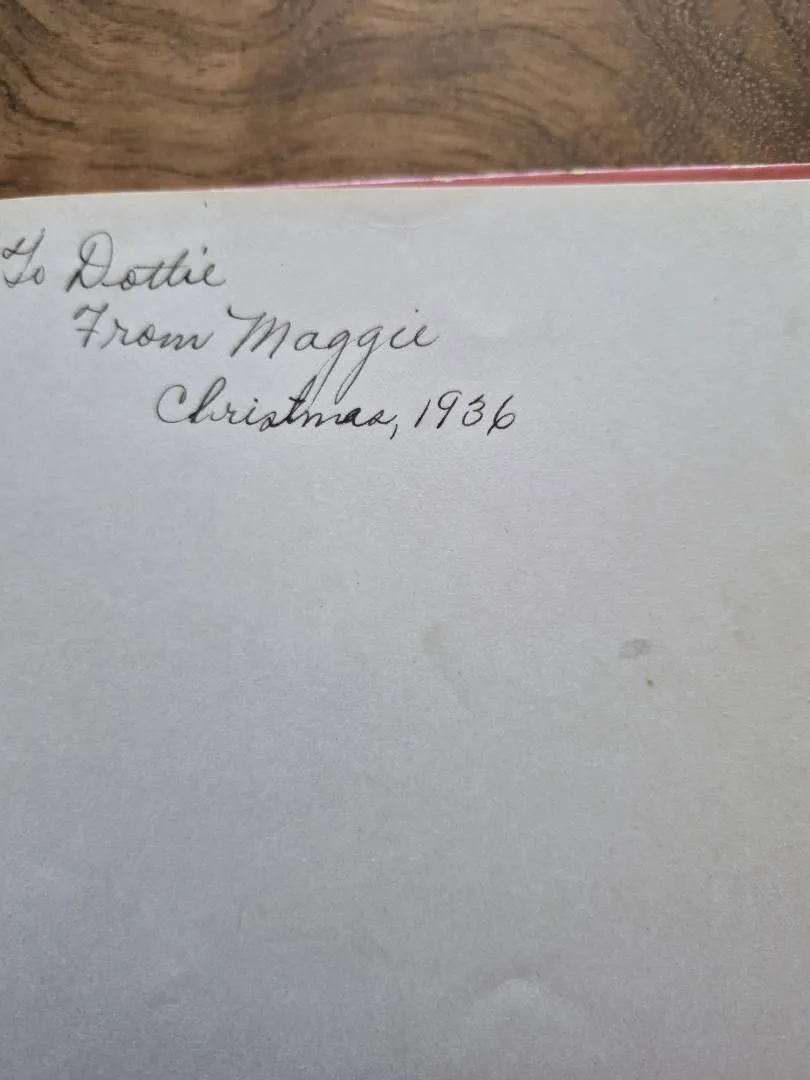 To Dottie
From Maggie
Christmas, 1936